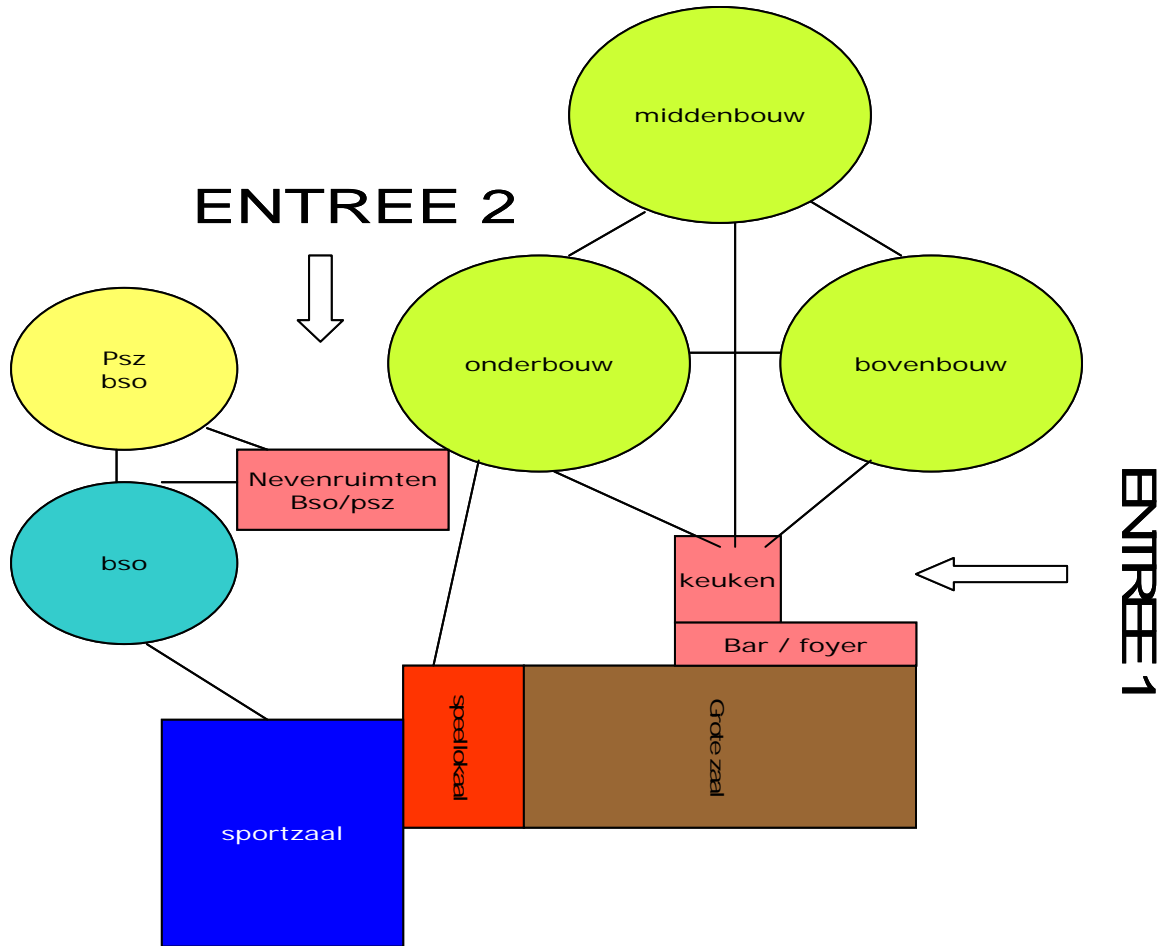 middenbouw
ENTREE 2
Psz
bso
onderbouw
bovenbouw
Nevenruimten
Bso/psz
bso
keuken
ENTREE 1
Bar / foyer
speellokaal
Grote zaal
sportzaal